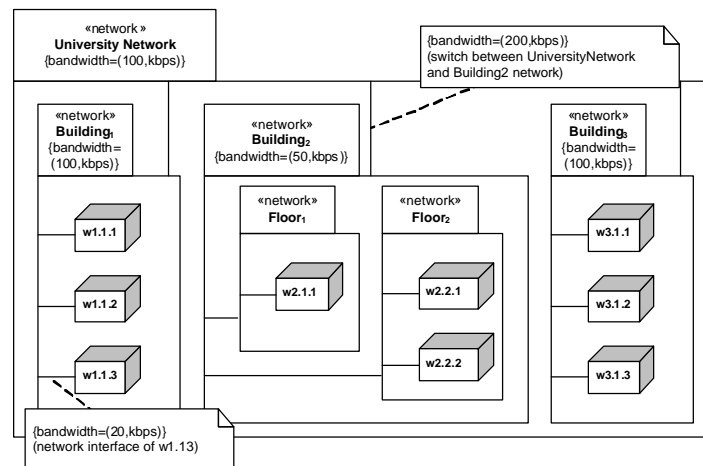 «network»
University Network
{bandwidth=(100,kbps)}
{bandwidth=(200,kbps)}
(switch between UniversityNetwork
and Building2 network)
«network»
Building₁
{bandwidth=
(100,kbps)}
w1.1.1
w1.1.2
w1.1.3
«network»
Building₂
{bandwidth=(50,kbps)}
«network»
Floor₁
w2.1.1
«network»
Floor₂
w2.2.1
w2.2.2
«network»
Building₃
{bandwidth=
(100,kbps)}
w3.1.1
w3.1.2
w3.1.3
{bandwidth=(20,kbps)}
(network interface of w1.13)